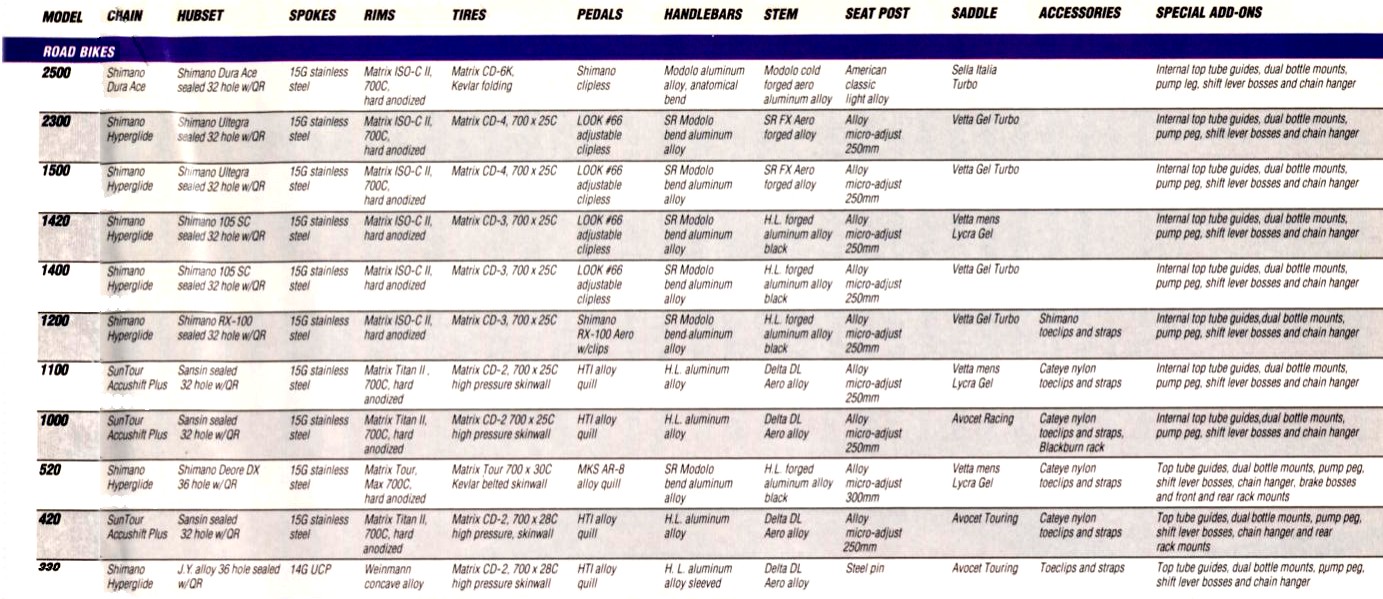 MODEL CHAIN HUBSET SPOKES RIMS TIRES PEDALS HANDLEBARS STEM SEAT POST SADDLE ACCESSORIES SPECIAL ADD-ONS
ROAD BIKES
2500 Shimano Shimano Dura Ace 15G stainless Matrix ISO-C II, Matrix CD-6K, Shimano Modolo aluminum Modolo cold American Sella Italia Internal top tube guides, dual bottle mounts,
Dura Ace sealed 32 hole w/QR steel 700C, Kevlar folding clipless alloy, anatomical forged aero classic Turbo pump leg, shift lever bosses and chain hanger
hard anodized bend aluminum alloy light alloy
2300 Shimano Shimano Ultegra 15G stainless Matrix ISO-C II, Matrix CD-4, 700 x 25C LOOK #66 SR Modolo SR FX Aero Alloy Vetta Gel Turbo Internal top tube guides, dual bottle mounts,
Hyperglide sealed 32 hole w/QR steel 700C, adjustable bend aluminum forged alloy micro-adjust pump peg, shift lever bosses and chain hanger
hard anodized clipless alloy 250mm
1500 Shimano Shimano Ultegra 15G stainless Matrix ISO-C II, Matrix CD-4, 700 x 25C LOOK #66 SR Modolo SR FX Aero Alloy Vetta Gel Turbo Internal top tube guides, dual bottle mounts,
Hyperglide sealed 32 hole w/QR steel 700C, adjustable bend aluminum forged alloy micro-adjust pump peg, shift lever bosses and chain hanger
hard anodized clipless alloy 250mm
1420 Shimano Shimano 105 SC 15G stainless Matrix ISO-C II, Matrix CD-3, 700 x 25C LOOK #66 SR Modolo H.L. forged Alloy Vetta mens Internal top tube guides, dual bottle mounts,
Hyperglide sealed 32 hole w/QR steel hard anodized adjustable bend aluminum aluminum alloy micro-adjust Lycra Gel pump peg, shift lever bosses and chain hanger
clipless alloy black 250mm
1400 Shimano Shimano 105 SC 15G stainless Matrix ISO-C II, Matrix CD-3, 700 x 25C LOOK #66 SR Modolo H.L. forged Alloy Vetta Gel Turbo Internal top tube guides, dual bottle mounts,
Hyperglide sealed 32 hole w/QR steel hard anodized adjustable bend aluminum aluminum alloy micro-adjust pump peg, shift lever bosses and chain hanger
clipless alloy black 250mm
1200 Shimano Shimano RX-100 15G stainless Matrix ISO-C II, Matrix CD-3, 700 x 25C Shimano SR Modolo H.L. forged Alloy Vetta Gel Turbo Shimano Internal top tube guides,dual bottle mounts,
Hyperglide sealed 32 hole w/QR steel hard anodized RX-100 Aero bend aluminum aluminum alloy micro-adjust toeclips and straps pump peg, shift lever bosses and chain hanger
w/clips alloy black 250mm
1100 SunTour Sansin sealed 15G stainless Matrix Titan II, Matrix CD-2, 700 x 25C HTI alloy H.L. aluminum Delta DL Alloy Vetta mens Cateye nylon Internal top tube guides, dual bottle mounts,
Accushift Plus 32 hole w/QR steel 700C, hard high pressure skinwall quill alloy Aero alloy micro-adjust Lycra Gel toeclips and straps pump peg, shift lever bosses and chain hanger
anodized 250mm
1000 SunTour Sansin sealed 15G stainless Matrix Titan II, Matrix CD-2 700 x 25C HTI alloy H.L. aluminum Delta DL Alloy Avocet Racing Cateye nylon Internal top tube guides,dual bottle mounts,
Accushift Plus 32 hole w/QR steel 700C, hard high pressure skinwall quill alloy Aero alloy micro-adjust toeclips and straps, pump peg, shift lever bosses and chain hanger
anodized 250mm Blackburn rack
520 Shimano Shimano Deore DX 15G stainless Matrix Tour, Matrix Tour 700 x 30C MKS AR-8 SR Modolo H.L. forged Alloy Vetta mens Cateye nylon Top tube guides, dual bottle mounts, pump peg,
Hyperglide 36 hole w/QR steel Max 700C, Kevlar belted skinwall alloy quill bend aluminum aluminum alloy micro-adjust Lycra Gel toeclips and straps shift lever bosses, chain hanger, brake bosses
hard anodized alloy black 300mm and front and rear rack mounts
420 SunTour Sansin sealed 15G stainless Matrix Titan II, Matrix CD-2, 700 x 28C HTI alloy H.L. aluminum Delta DL Alloy Avocet Touring Cateye nylon Top tube guides, dual bottle mounts, pump peg,
Accushift Plus 32 hole w/QR steel 700C, hard high pressure, skinwall quill alloy Aero alloy micro-adjust toeclips and straps shift lever bosses, chain hanger and rear
anodized 250mm rack mounts
330 Shimano J.Y. alloy 36 hole sealed 14G UCP Weinmann Matrix CD-2, 700 x 28C HTI alloy H. L. aluminum Delta DL Steel pin Avocet Touring Toeclips and straps Top tube guides, dual bottle mounts, pump peg,
Hyperglide w/QR concave alloy high pressure skinwall quill alloy sleeved Aero alloy shift lever bosses and chain hanger